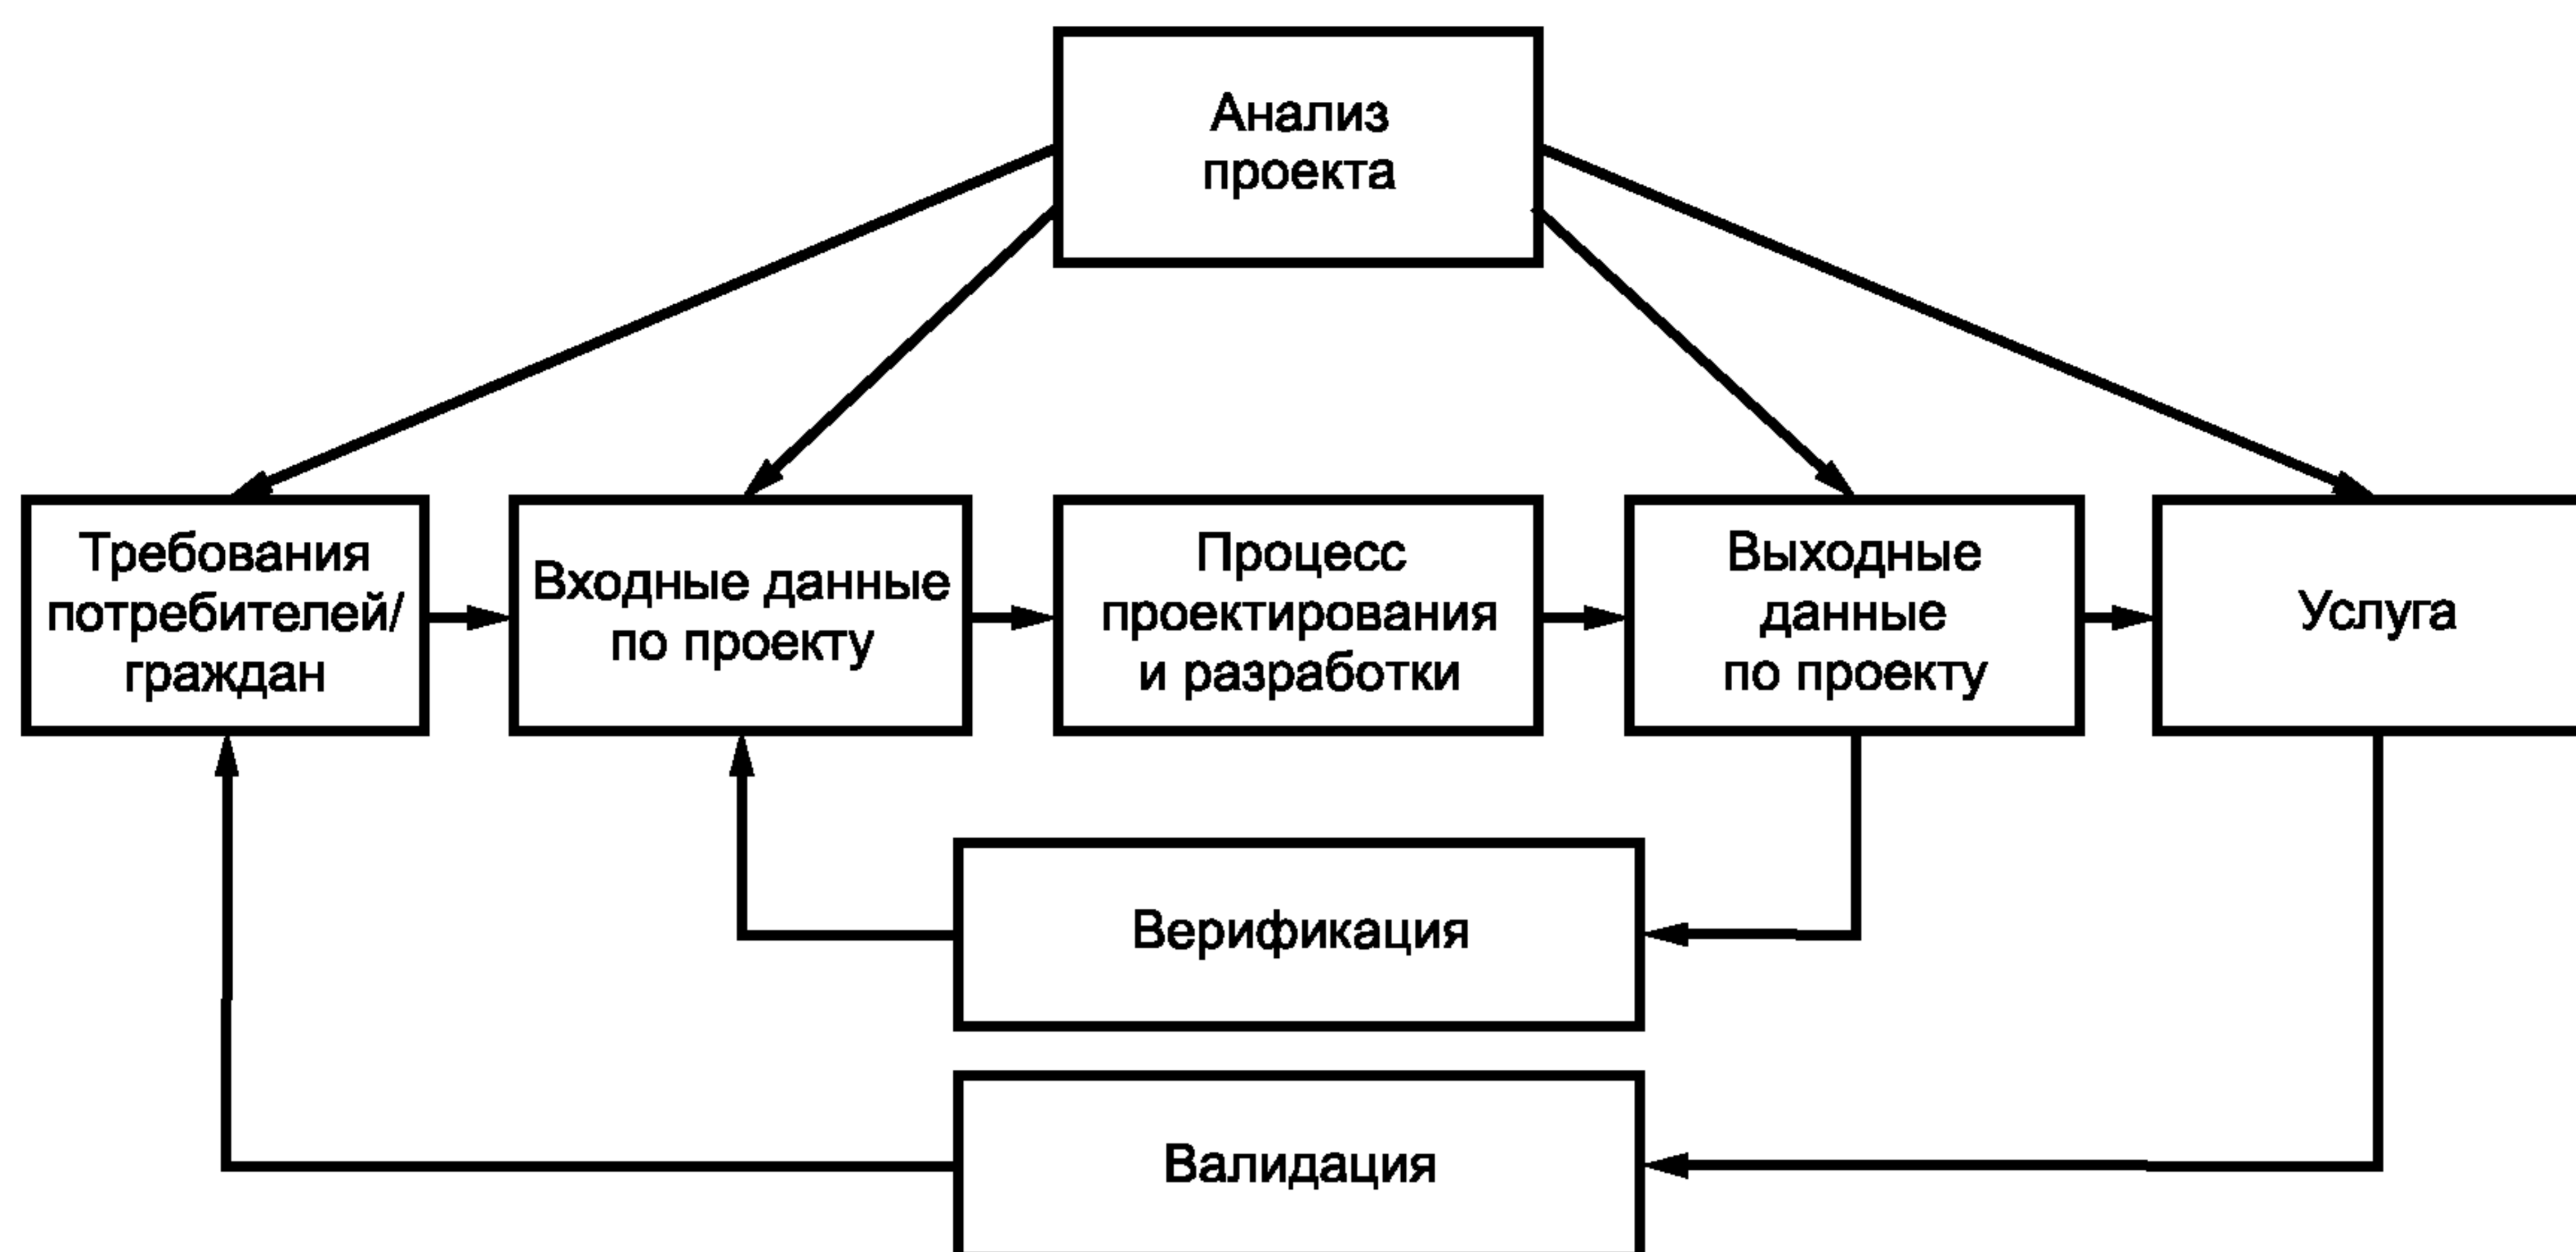 Анализ
проекта
Требования
потребителей/
граждан
Входные данные
по проекту
Процесс
проектирования
и разработки
Выходные
данные
по проекту
Услуга
Верификация
Валидация